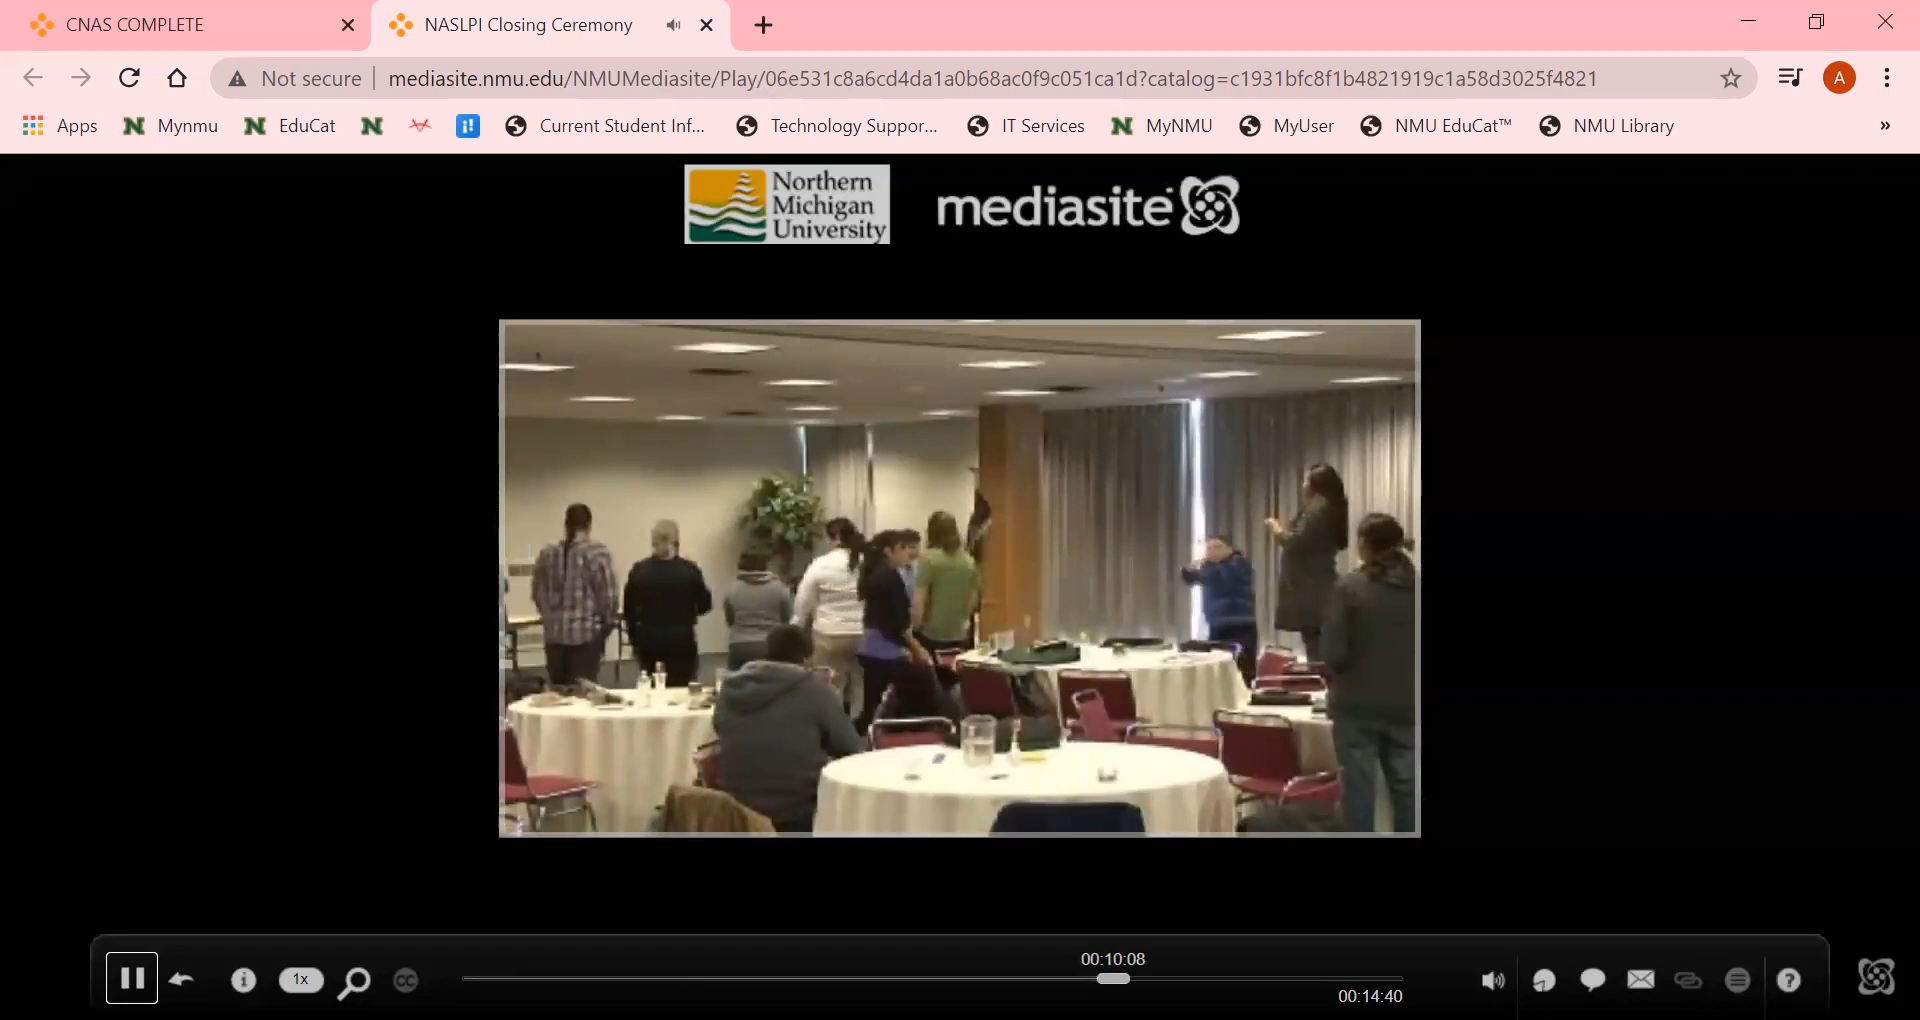 CNAS COMPLETE
NASLPI Closing Ceremony
Not secure
mediasite.nmu.edu/NMUMediasite/Play/06e531c8a6cd4da1a0b68ac0f9c051ca1d?catalog=c1931bfc8f1b4821919c1a58d3025f4821
A
Apps
Mynmu
EduCat
Current Student Inf...
Technology Suppor...
IT Services
MyNMU
MyUser
NMU EduCat™
NMU Library
»
Northern
Michigan
University
mediasite
00:10:08
1x
CC
00:14:40